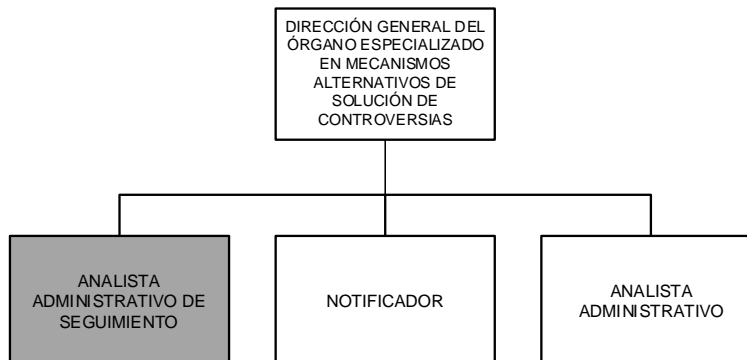 DIRECCIÓN GENERAL DEL
ÓRGANO ESPECIALIZADO
EN MECANISMOS
ALTERNATIVOS DE
SOLUCIÓN DE
CONTROVERSIAS
ANALISTA
ADMINISTRATIVO DE
SEGUIMIENTO
NOTIFICADOR
ANALISTA
ADMINISTRATIVO